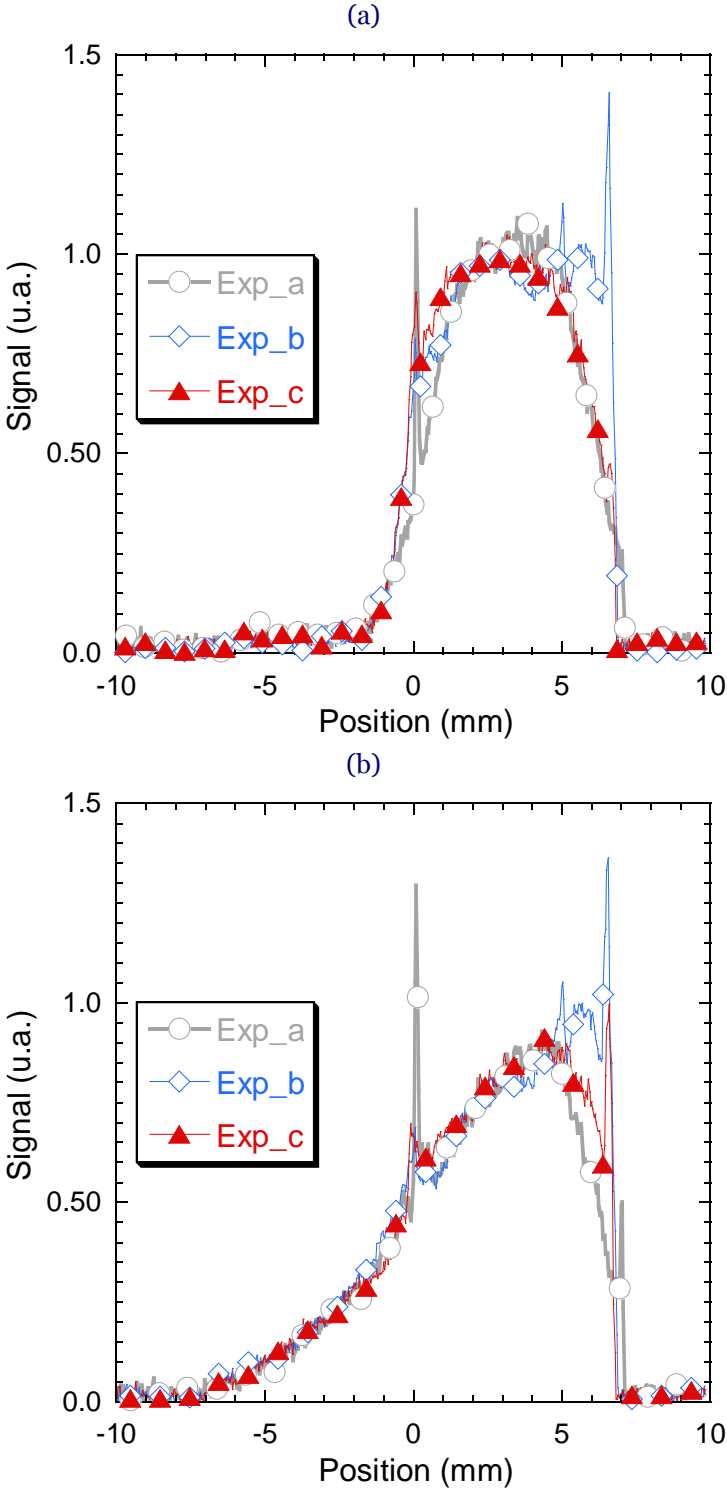 (a)
1.5
1.0
0.50
0.0
Signal (u.a.)
Exp_a
Exp_b
Exp_c
-10 -5 0 5 10
Position (mm)
(b)
1.5
1.0
0.50
0.0
Signal (u.a.)
Exp_a
Exp_b
Exp_c
-10 -5 0 5 10
Position (mm)